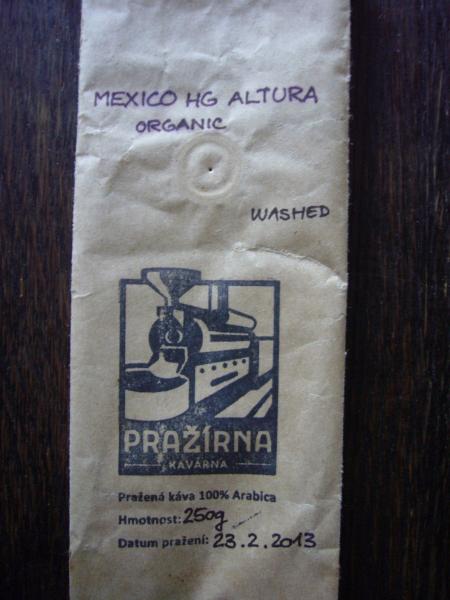 MEXICO HG ALTURA
ORGANIC
WASHED
PRAŽÍRNA
KAVÁRNA
Pražená káva 100% Arabica
Hmotnost: 250g
Datum pražení: 23.2.2013